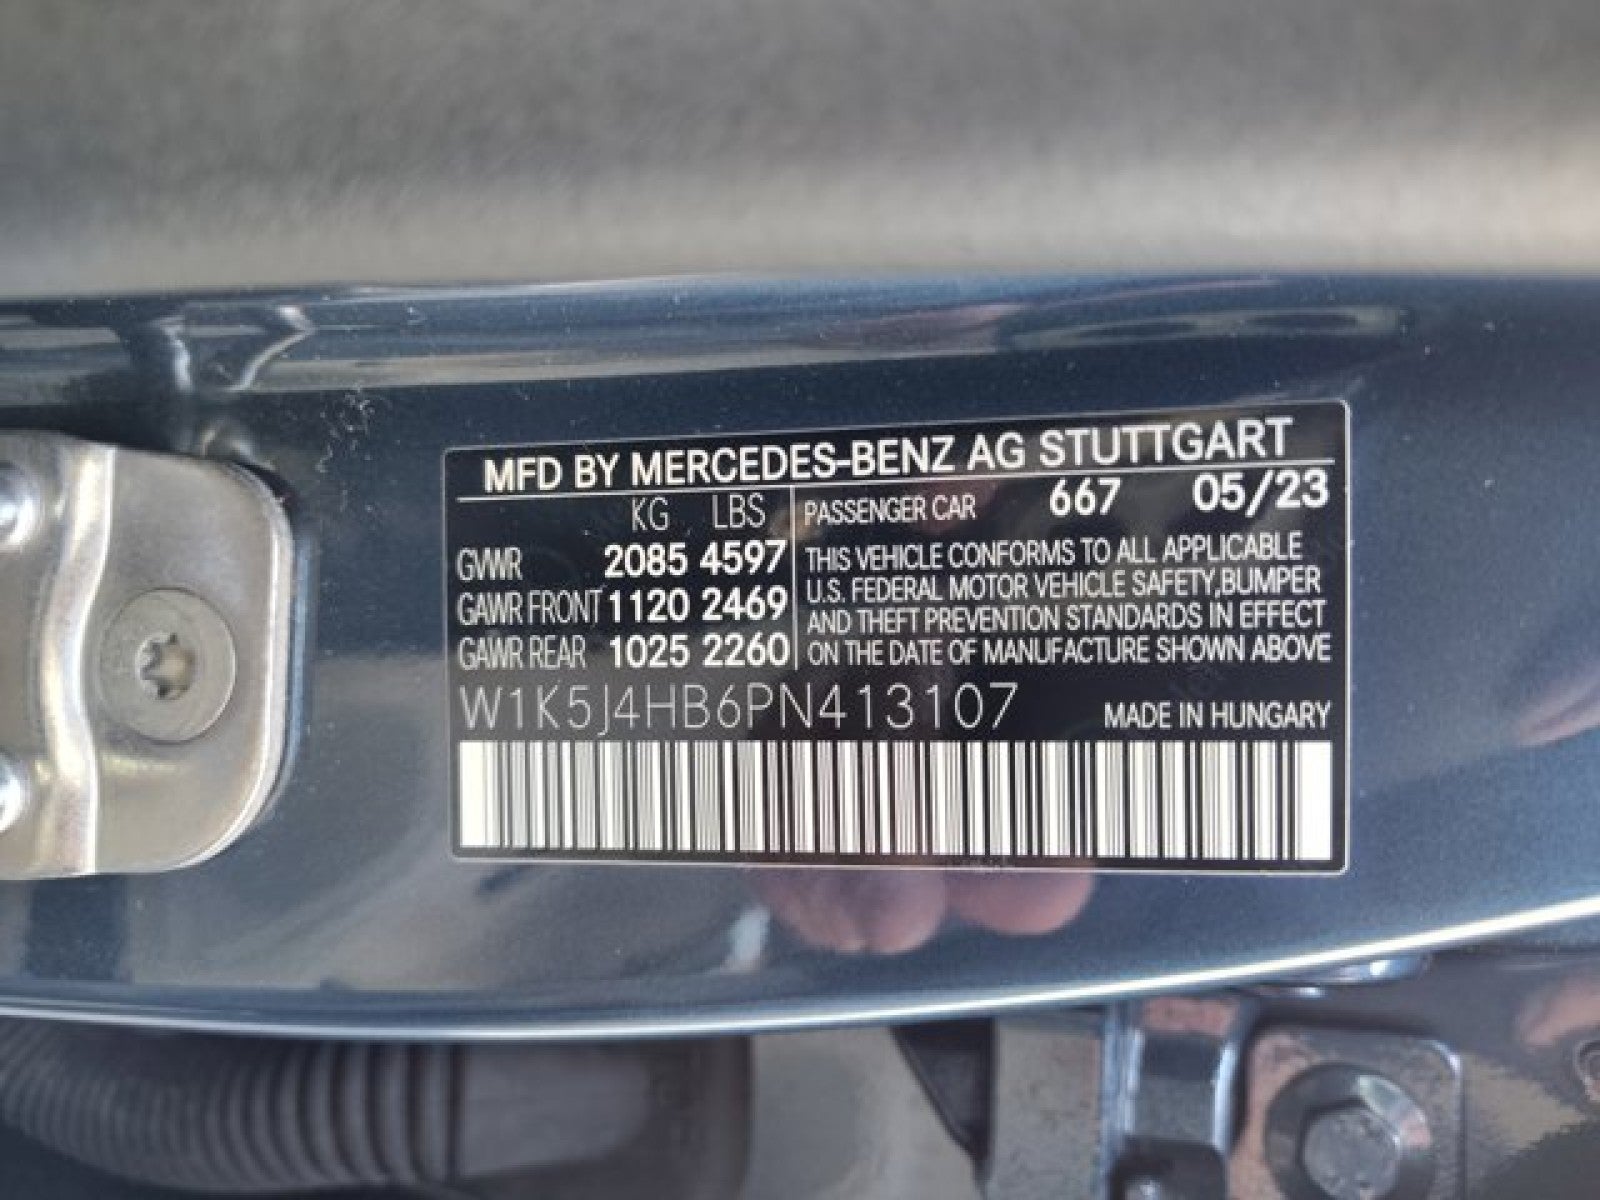 MFD BY MERCEDES-BENZ AG STUTTGART
KG LBS
GVWR 2085 4597
GAWR FRONT 1120 2469
GAWR REAR 1025 2260
PASSENGER CAR 667 05/23
THIS VEHICLE CONFORMS TO ALL APPLICABLE
U.S. FEDERAL MOTOR VEHICLE SAFETY,BUMPER
AND THEFT PREVENTION STANDARDS IN EFFECT
ON THE DATE OF MANUFACTURE SHOWN ABOVE
W1K5J4HB6PN413107
MADE IN HUNGARY